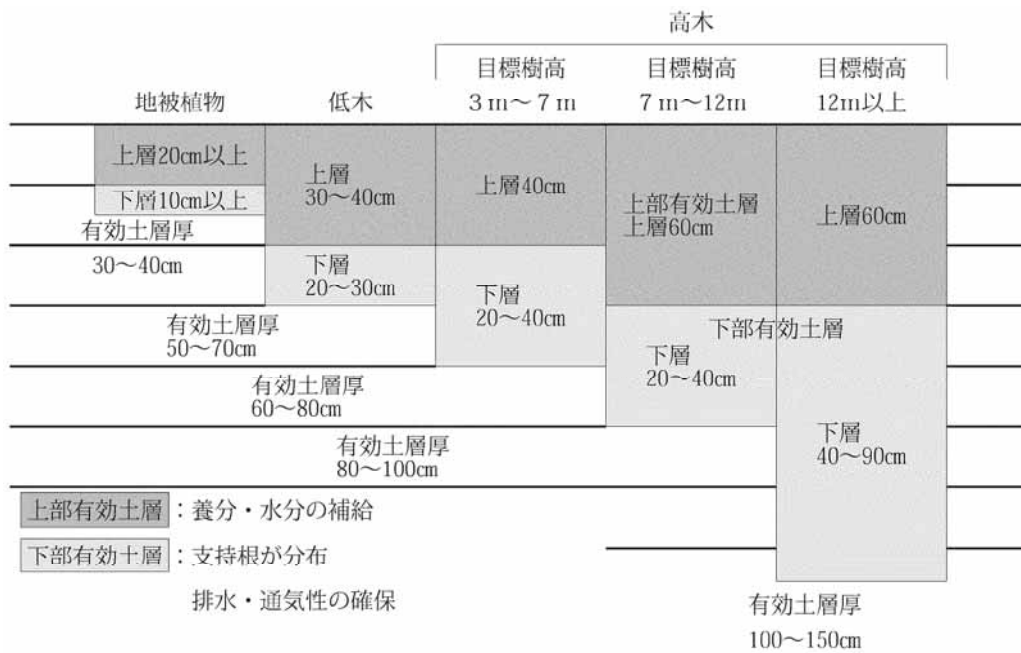 高木
目標樹高
3m～7m
目標樹高
7m～12m
目標樹高
12m以上
地被植物
低木
上層20cm以上
下層10cm以上
有効土層厚
30～40cm
上層
30～40cm
下層
20～30cm
有効土層厚
50～70cm
上層40cm
下層
20～40cm
有効土層厚
60～80cm
上部有効土層
上層60cm
下層
20～40cm
有効土層厚
80～100cm
上層60cm
下部有効土層
下層
40～90cm
有効土層厚
100～150cm
上部有効土層：養分・水分の補給
下部有効土層：支持根が分布
排水・通気性の確保